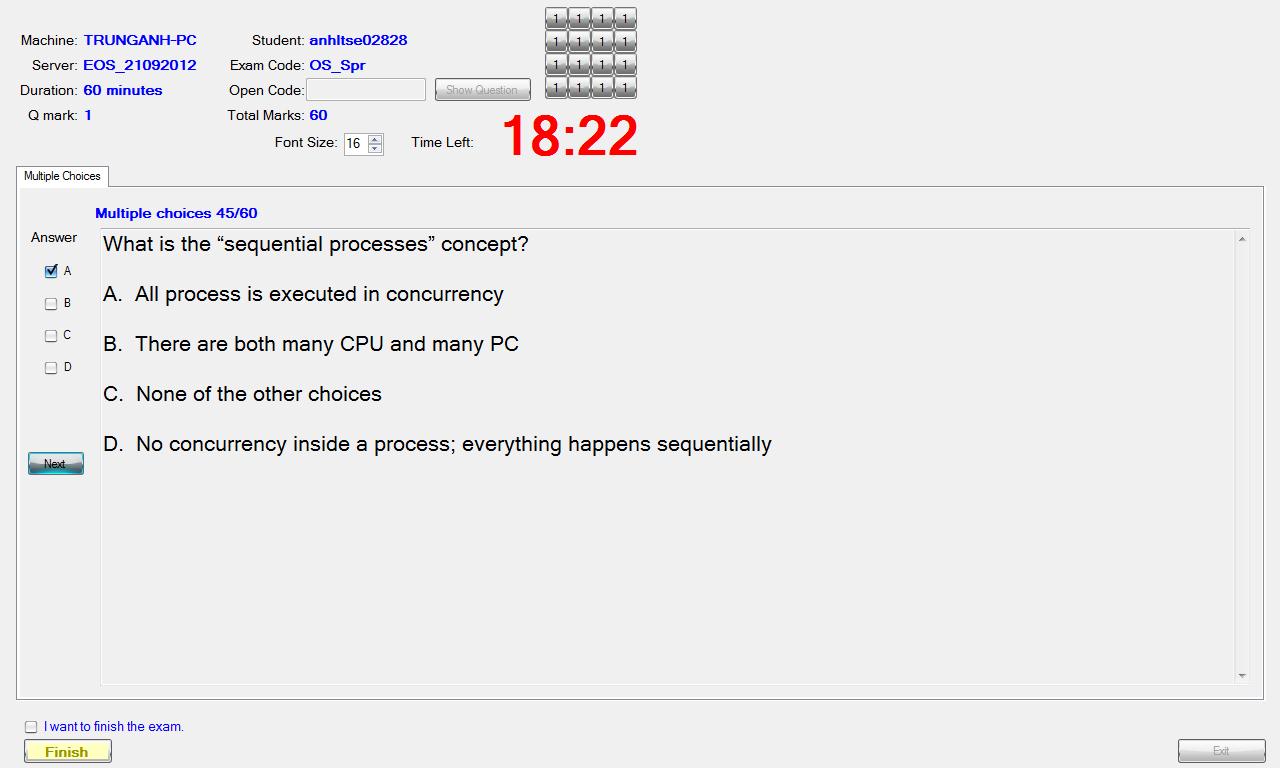 Machine: TRUNGANH-PC
Student: anhltse02828
Server: EOS_21092012
Exam Code: OS_Spr
Duration: 60 minutes
Open Code:
Show Question
Q mark: 1
Total Marks: 60
Font Size: 16
Time Left: 18:22
1 1 1 1
1 1 1 1
1 1 1 1
1 1 1 1
Multiple Choices
Multiple choices 45/60
Answer
A
B
C
D
Next
What is the “sequential processes” concept?
A. All process is executed in concurrency
B. There are both many CPU and many PC
C. None of the other choices
D. No concurrency inside a process; everything happens sequentially
I want to finish the exam.
Finish
Exit